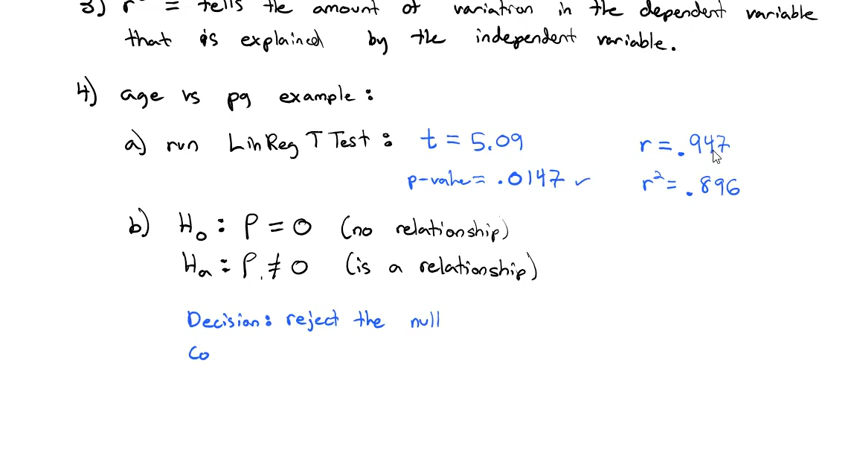 3) r² = tells the amount of variation in the dependent variable
that is explained by the independent variable.
4) age vs pg example:
a) run LinReg T Test: t = 5.09 r = .947
p-value = .0147 ✓ r² = .896
b) H₀: ρ = 0 (no relationship)
Hₐ: ρ ≠ 0 (is a relationship)
Decision: reject the null
Co